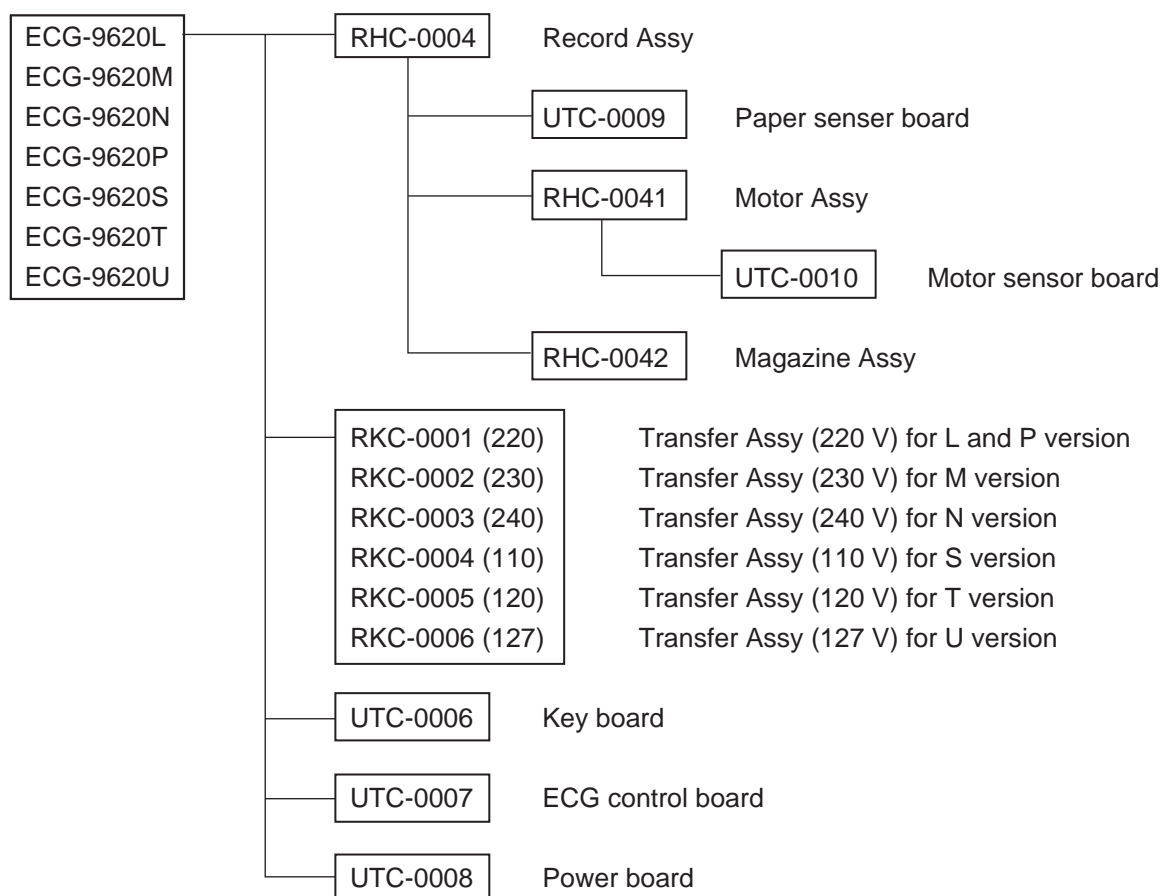 ECG-9620L
ECG-9620M
ECG-9620N
ECG-9620P
ECG-9620S
ECG-9620T
ECG-9620U
RHC-0004 Record Assy
UTC-0009 Paper senser board
RHC-0041 Motor Assy
UTC-0010 Motor sensor board
RHC-0042 Magazine Assy
RKC-0001 (220) Transfer Assy (220 V) for L and P version
RKC-0002 (230) Transfer Assy (230 V) for M version
RKC-0003 (240) Transfer Assy (240 V) for N version
RKC-0004 (110) Transfer Assy (110 V) for S version
RKC-0005 (120) Transfer Assy (120 V) for T version
RKC-0006 (127) Transfer Assy (127 V) for U version
UTC-0006 Key board
UTC-0007 ECG control board
UTC-0008 Power board